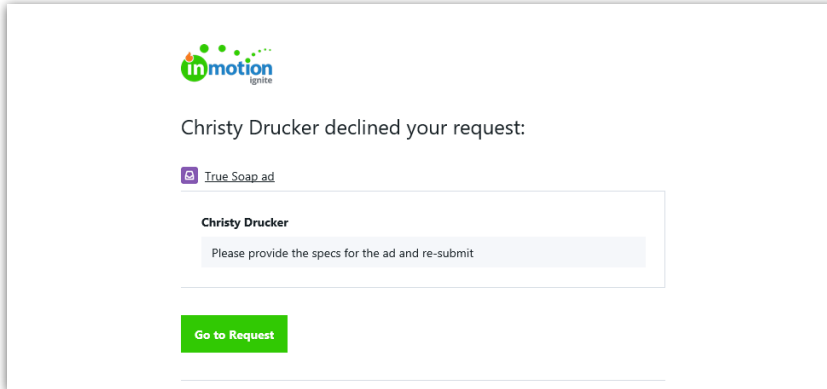 inmotion
ignite
Christy Drucker declined your request:
True Soap ad
Christy Drucker
Please provide the specs for the ad and re-submit
Go to Request